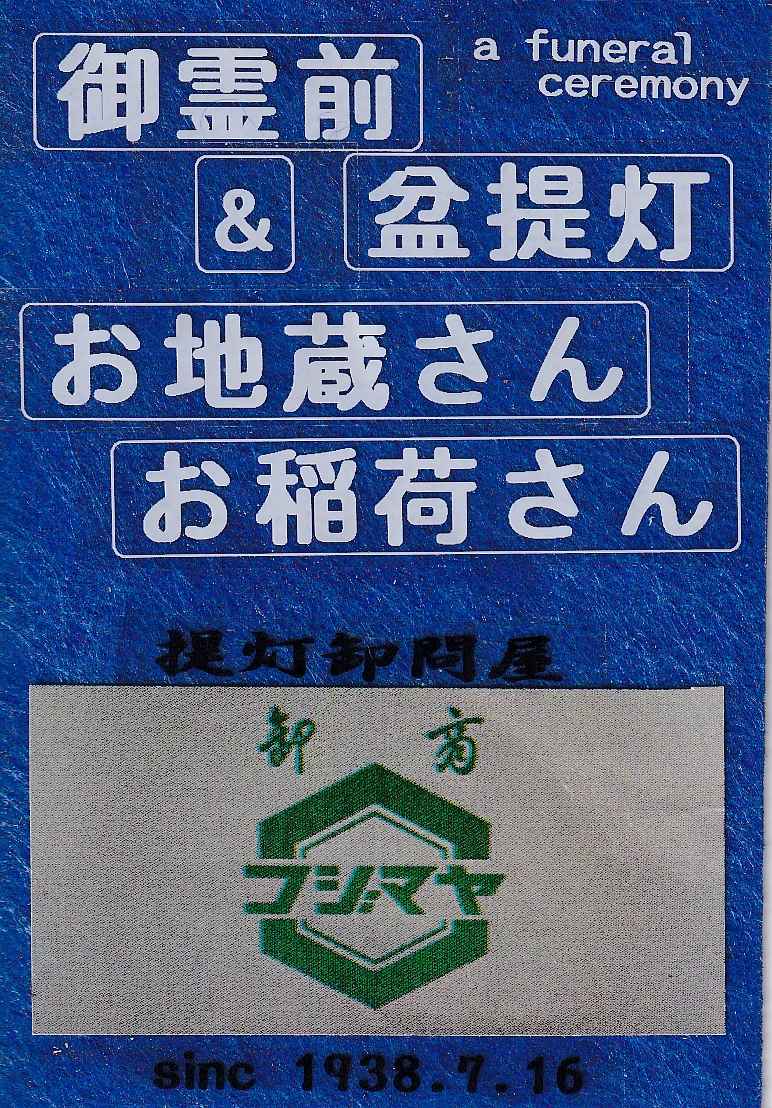 御霊前
a funeral
ceremony
&
盆提灯
お地蔵さん
お稲荷さん
提灯卸問屋
卸 商
コジマヤ
sinc 1938.7.16